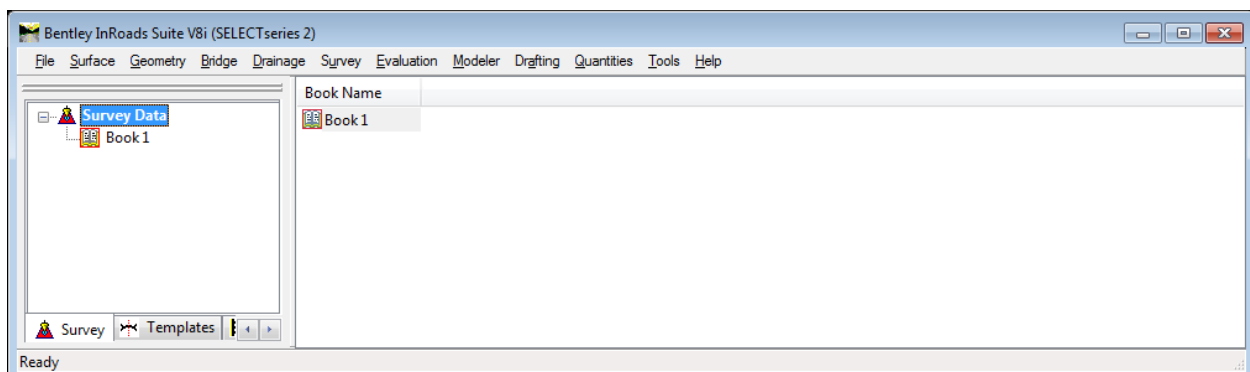 Bentley InRoads Suite V8i (SELECTseries 2)
File Surface Geometry Bridge Drainage Survey Evaluation Modeler Drafting Quantities Tools Help
Survey Data
Book 1
Book Name
Book 1
Survey Templates
Ready